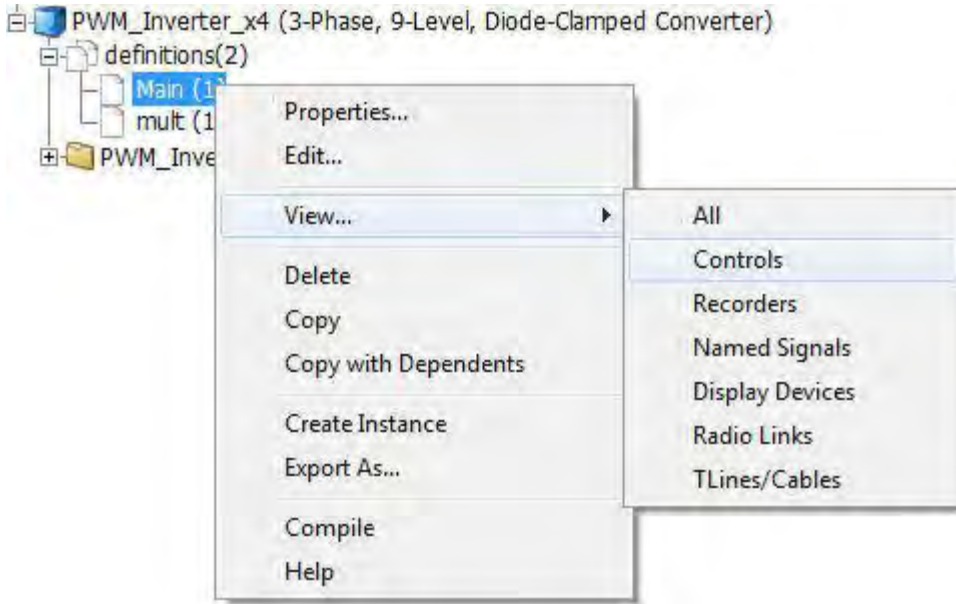 PWM_Inverter_x4 (3-Phase, 9-Level, Diode-Clamped Converter)
definitions(2)
Main (1)
mult (1
PWM_Inve
Properties...
Edit...
View...
Delete
Copy
Copy with Dependents
Create Instance
Export As...
Compile
Help
All
Controls
Recorders
Named Signals
Display Devices
Radio Links
TLines/Cables